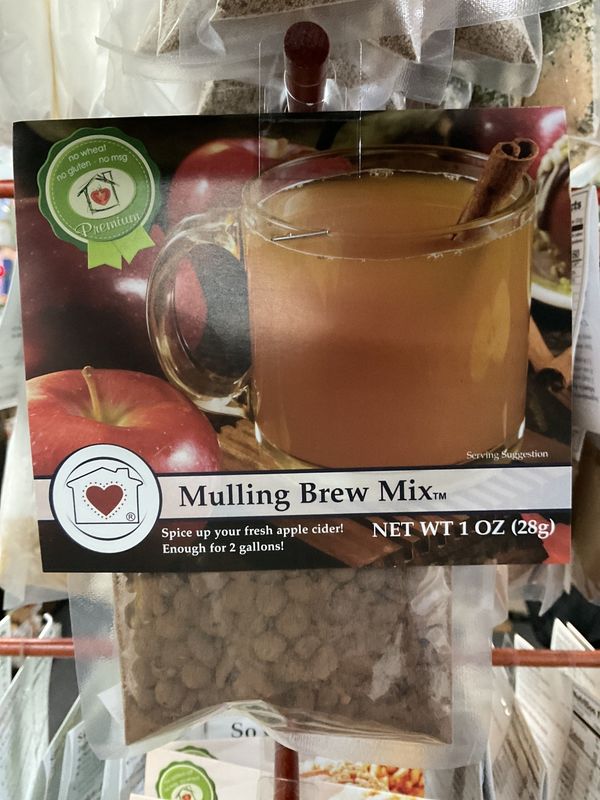 no wheat
no gluten no msg
Premium
Serving Suggestion
Mulling Brew Mix™
®
Spice up your fresh apple cider!
Enough for 2 gallons!
NET WT 1 OZ (28g)
So